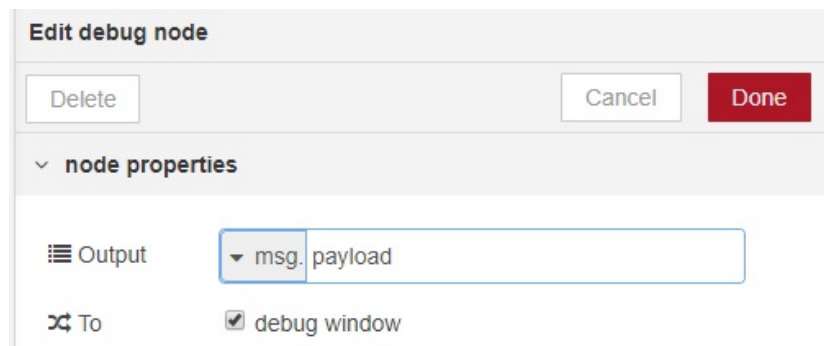 Edit debug node
Delete Cancel Done
node properties
Output msg. payload
To debug window